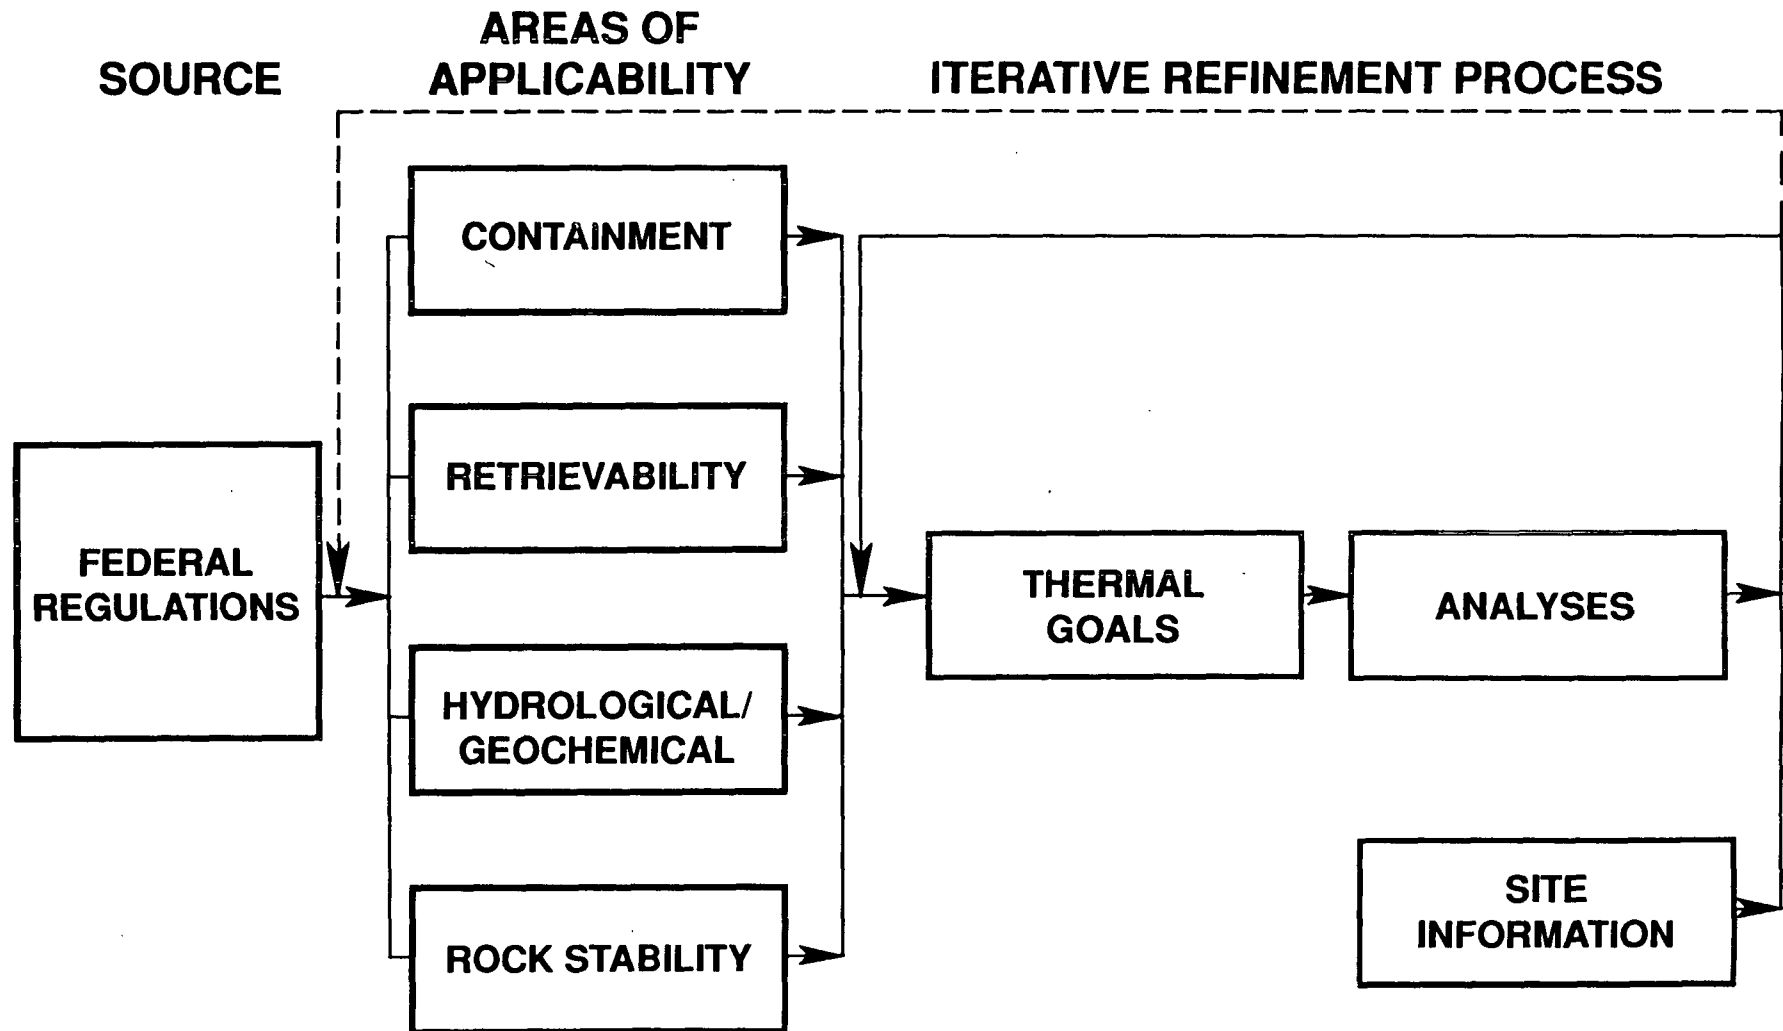 SOURCE
AREAS OF
APPLICABILITY
ITERATIVE REFINEMENT PROCESS
CONTAINMENT
RETRIEVABILITY
FEDERAL
REGULATIONS
HYDROLOGICAL/
GEOCHEMICAL
ROCK STABILITY
THERMAL
GOALS
ANALYSES
SITE
INFORMATION